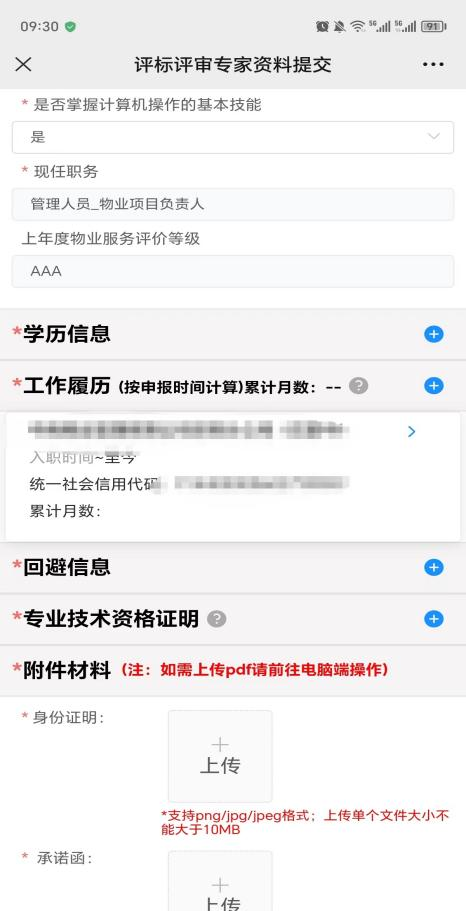 09:30
5G 5G 91
评标评审专家资料提交
* 是否掌握计算机操作的基本技能
是
* 现任职务
管理人员_物业项目负责人
上年度物业服务评价等级
AAA
*学历信息
*工作履历 (按申报时间计算)累计月数：-- ?
入职时间~至今
统一社会信用代码
累计月数：
*回避信息
*专业技术资格证明 ?
*附件材料（注：如需上传pdf请前往电脑端操作）
* 身份证明：
上传
*支持png/jpg/jpeg格式；上传单个文件大小不
能大于10MB
* 承诺函：
上传